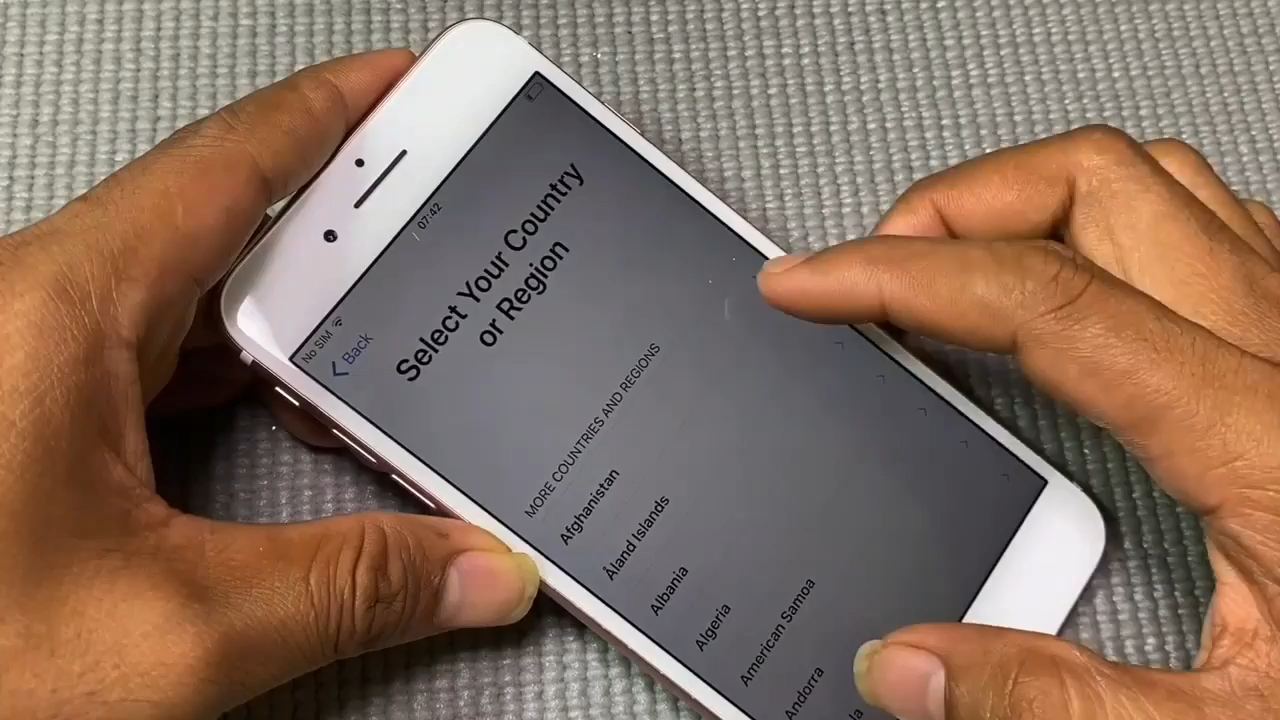 No SIM 07:42
Back
Select Your Country
or Region
MORE COUNTRIES AND REGIONS
Afghanistan
Åland Islands
Albania
Algeria
American Samoa
Andorra